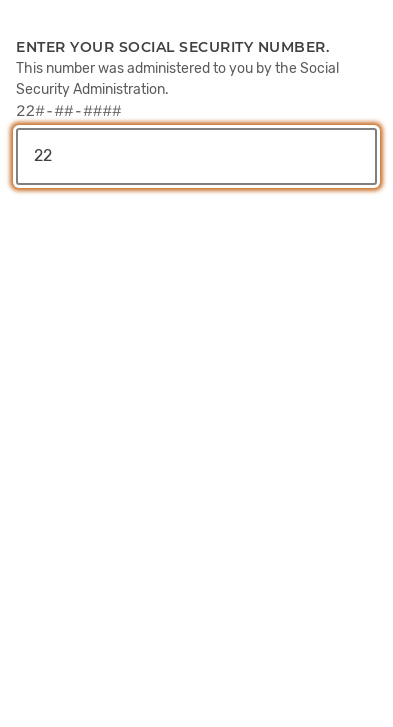 ENTER YOUR SOCIAL SECURITY NUMBER.
This number was administered to you by the Social
Security Administration.
22#-##-####
22